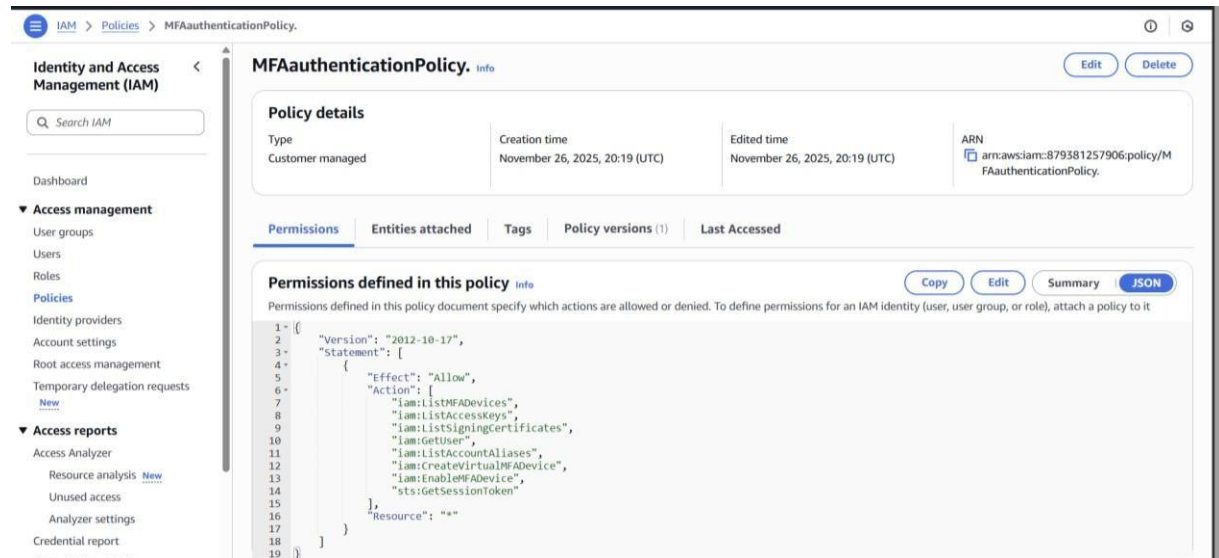 IAM > Policies > MFAauthenticationPolicy.
Identity and Access
Management (IAM)
Search IAM
Dashboard
Access management
User groups
Users
Roles
Policies
Identity providers
Account settings
Root access management
Temporary delegation requests
New
Access reports
Access Analyzer
Resource analysis New
Unused access
Analyzer settings
Credential report
MFAauthenticationPolicy. Info
Edit Delete
Policy details
Type
Customer managed
Creation time
November 26, 2025, 20:19 (UTC)
Edited time
November 26, 2025, 20:19 (UTC)
ARN
arn:aws:iam::879381257906:policy/M
FAauthenticationPolicy.
Permissions Entities attached Tags Policy versions (1) Last Accessed
Permissions defined in this policy Info
Copy Edit Summary JSON
Permissions defined in this policy document specify which actions are allowed or denied. To define permissions for an IAM identity (user, user group, or role), attach a policy to it
1 {
2 "Version": "2012-10-17",
3 "Statement": [
4 {
5 "Effect": "Allow",
6 "Action": [
7 "iam:ListMFADevices",
8 "iam:ListAccessKeys",
9 "iam:ListSigningCertificates",
10 "iam:GetUser",
11 "iam:ListAccountAliases",
12 "iam:CreateVirtualMFADevice",
13 "iam:EnableMFADevice",
14 "sts:GetSessionToken"
15 ],
16 "Resource": "*"
17 }
18 ]
19 }